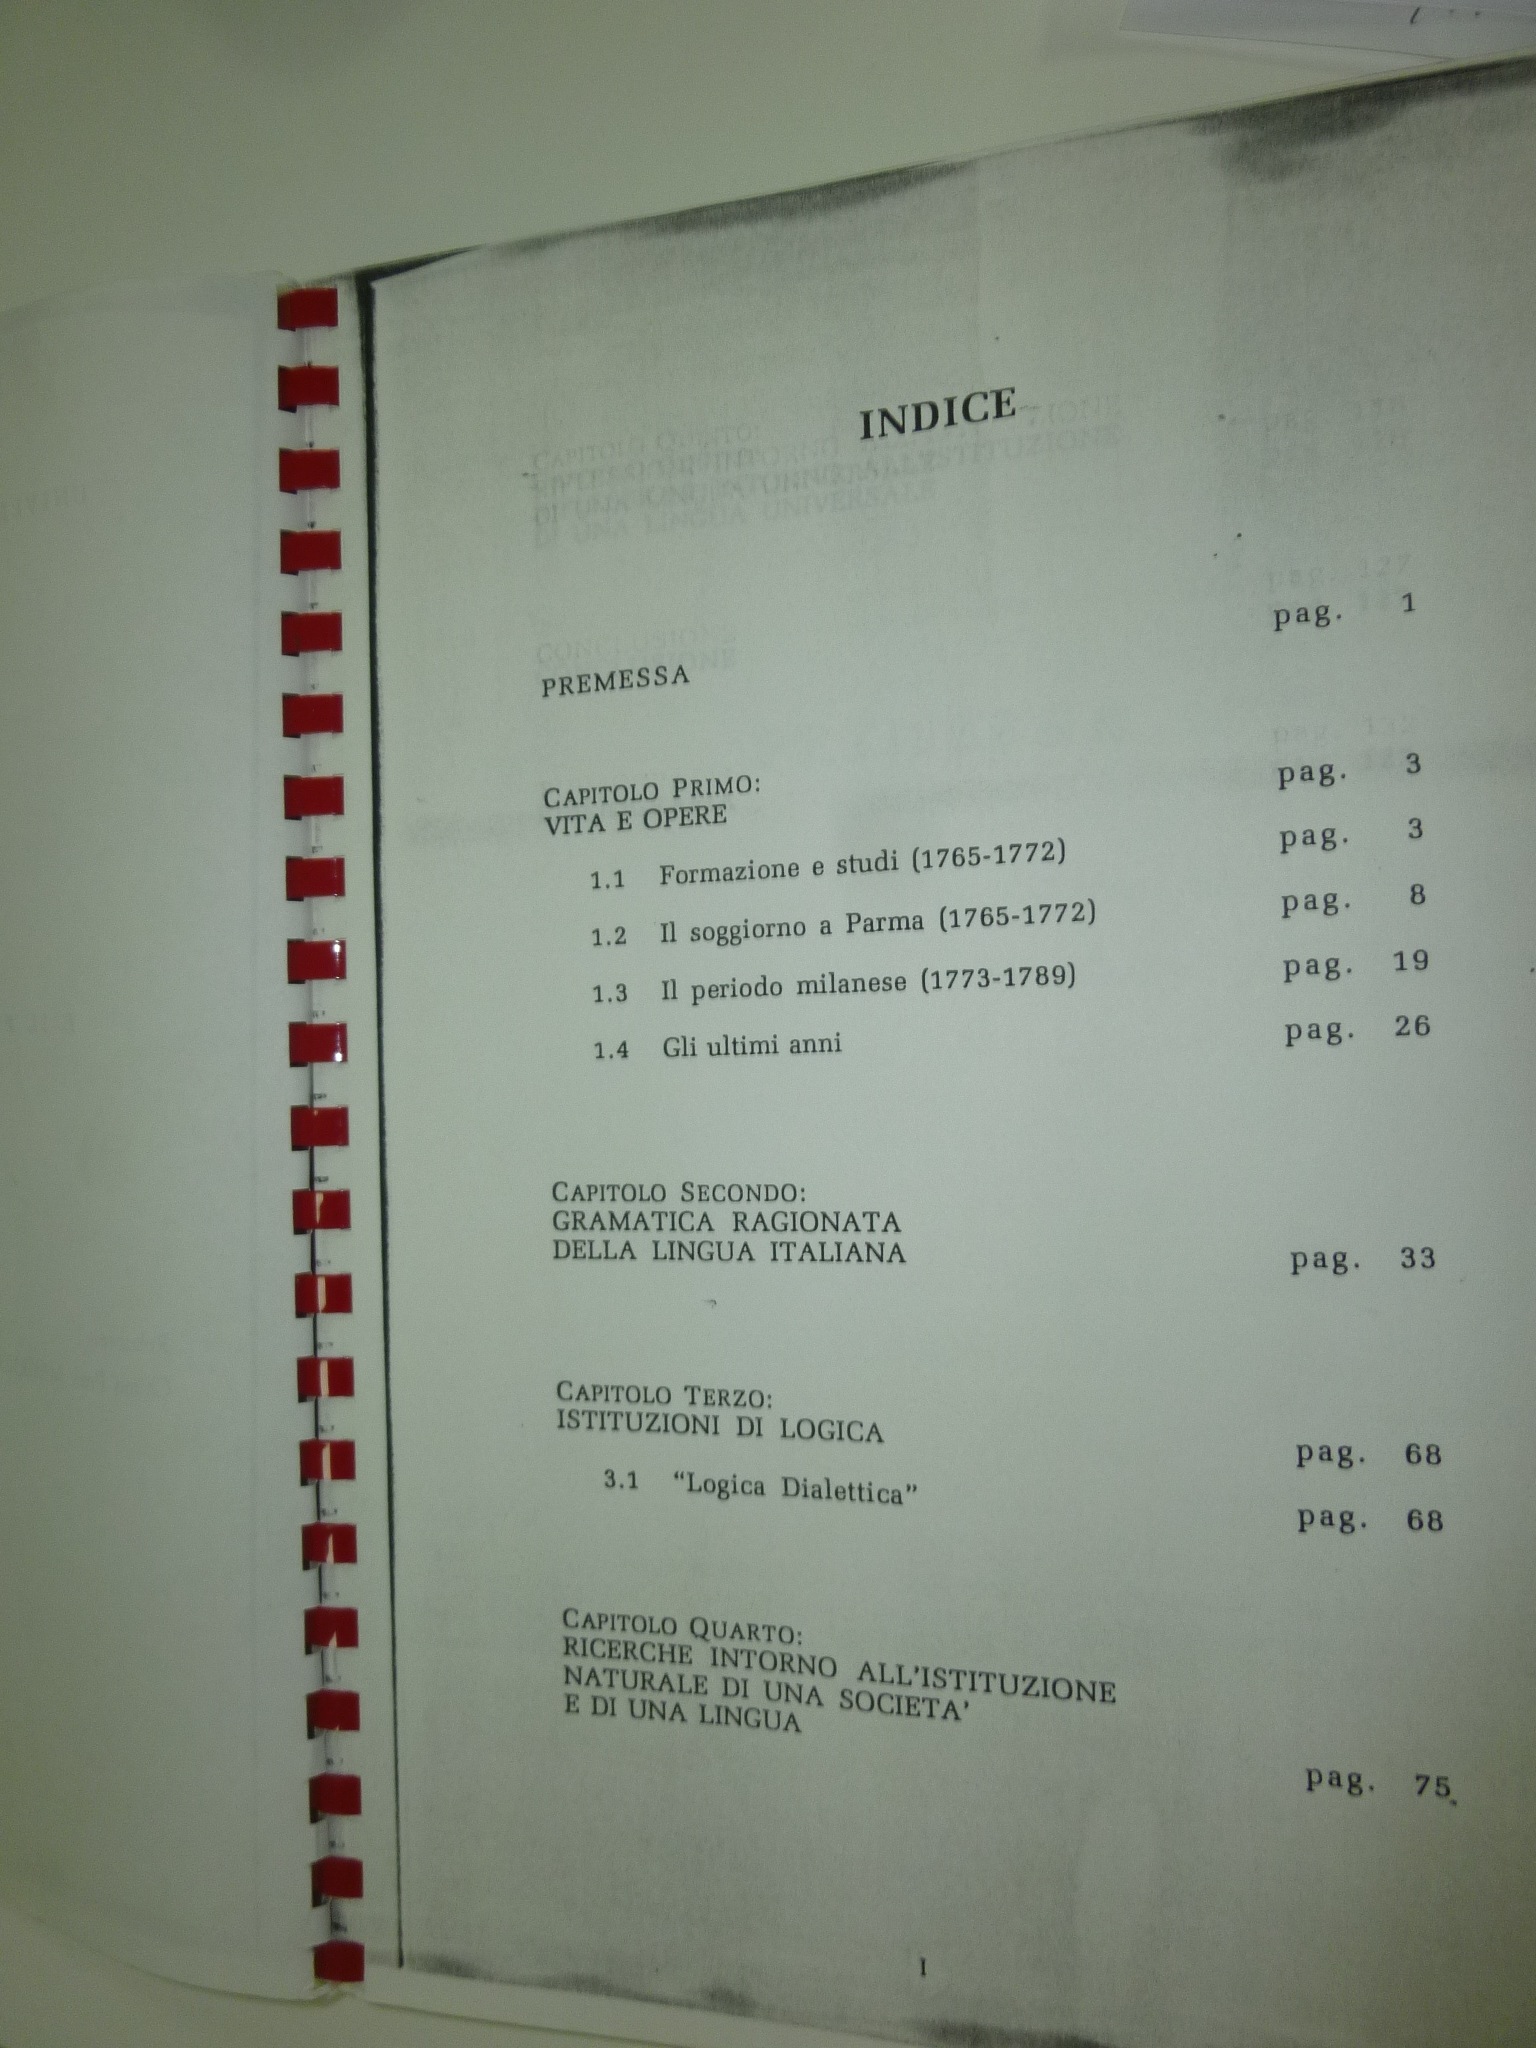 INDICE
PREMESSA pag. 1
CAPITOLO PRIMO:
VITA E OPERE pag. 3
1.1 Formazione e studi (1765-1772) pag. 3
1.2 Il soggiorno a Parma (1765-1772) pag. 8
1.3 Il periodo milanese (1773-1789) pag. 19
1.4 Gli ultimi anni pag. 26
CAPITOLO SECONDO:
GRAMATICA RAGIONATA
DELLA LINGUA ITALIANA pag. 33
CAPITOLO TERZO:
ISTITUZIONI DI LOGICA pag. 68
3.1 “Logica Dialettica” pag. 68
CAPITOLO QUARTO:
RICERCHE INTORNO ALL'ISTITUZIONE
NATURALE DI UNA SOCIETA'
E DI UNA LINGUA pag. 75
I